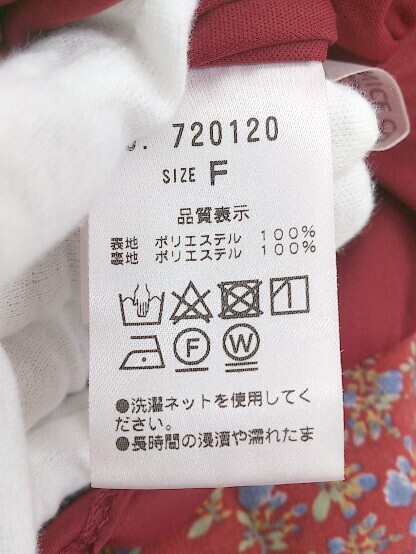 720120
SIZE F
品質表示
表地 ポリエステル 100%
裏地 ポリエステル 100%
F W
●洗濯ネットを使用してく
ださい。
●長時間の浸漬や濡れたま